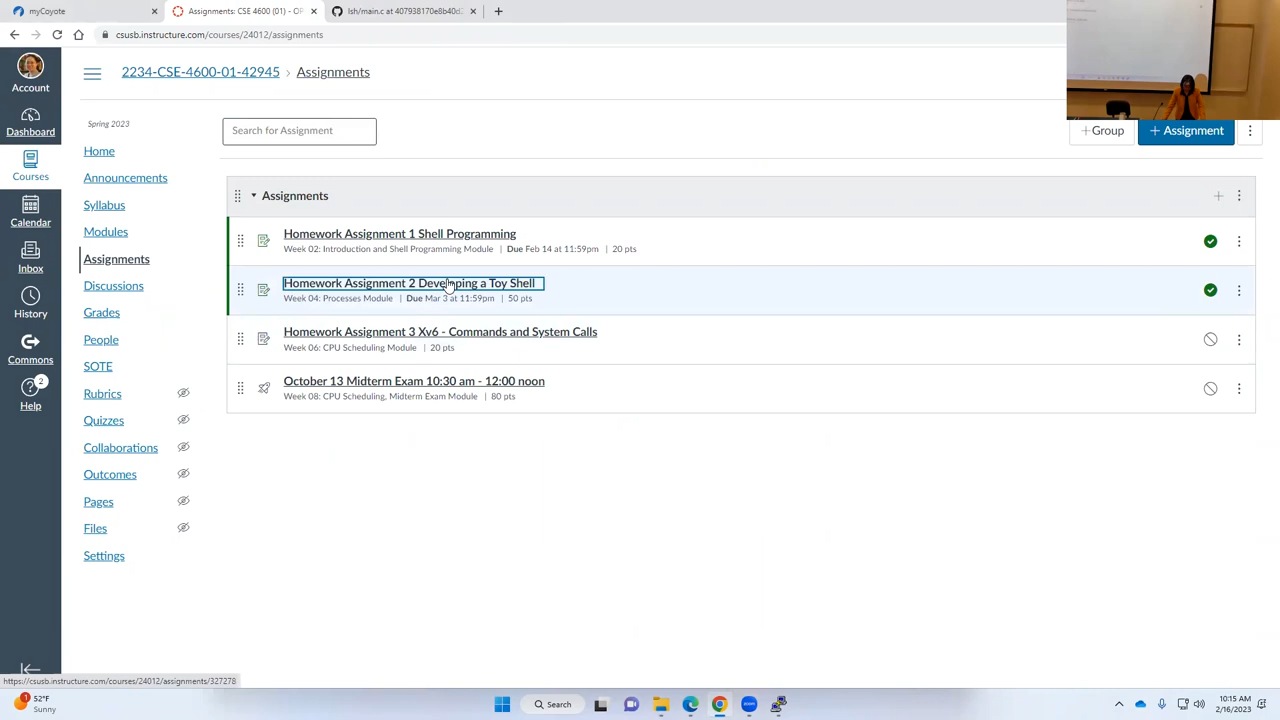 myCoyote
Assignments: CSE 4600 (01) - OP
lsh/main.c at 407938170e8b40d2
csusb.instructure.com/courses/24012/assignments
Account
Dashboard
Courses
Calendar
Inbox
History
Commons
2
Help
2234-CSE-4600-01-42945 › Assignments
Spring 2023
Home
Announcements
Syllabus
Modules
Assignments
Discussions
Grades
People
SOTE
Rubrics
Quizzes
Collaborations
Outcomes
Pages
Files
Settings
Search for Assignment
+ Group
+ Assignment
Assignments
Homework Assignment 1 Shell Programming
Week 02: Introduction and Shell Programming Module | Due Feb 14 at 11:59pm | 20 pts
Homework Assignment 2 Developing a Toy Shell
Week 04: Processes Module | Due Mar 3 at 11:59pm | 50 pts
Homework Assignment 3 Xv6 - Commands and System Calls
Week 06: CPU Scheduling Module | 20 pts
October 13 Midterm Exam 10:30 am - 12:00 noon
Week 08: CPU Scheduling, Midterm Exam Module | 80 pts
https://csusb.instructure.com/courses/24012/assignments/327278
1
52°F
Sunny
Search
zoom
10:15 AM
2/16/2023